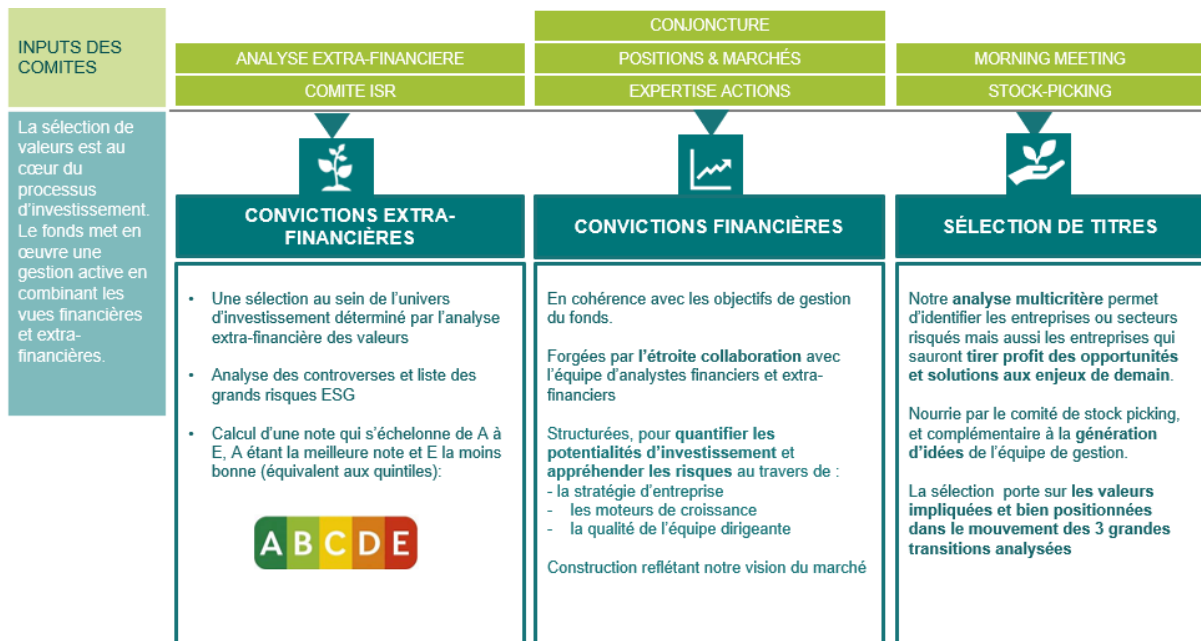 INPUTS DES
COMITES
ANALYSE EXTRA-FINANCIERE
COMITE ISR
CONJONCTURE
POSITIONS & MARCHÉS
EXPERTISE ACTIONS
MORNING MEETING
STOCK-PICKING
La sélection de
valeurs est au
cœur du
processus
d'investissement.
Le fonds met en
œuvre une
gestion active en
combinant les
vues financières
et extra-
financières.
CONVICTIONS EXTRA-
FINANCIÈRES
• Une sélection au sein de l'univers
d'investissement déterminé par l'analyse
extra-financière des valeurs
• Analyse des controverses et liste des
grands risques ESG
• Calcul d'une note qui s'échelonne de A à
E, A étant la meilleure note et E la moins
bonne (équivalent aux quintiles):
A B C D E
CONVICTIONS FINANCIÈRES
En cohérence avec les objectifs de gestion
du fonds.
Forgées par l'étroite collaboration avec
l'équipe d'analystes financiers et extra-
financiers
Structurées, pour quantifier les
potentialités d'investissement et
appréhender les risques au travers de :
- la stratégie d'entreprise
- les moteurs de croissance
- la qualité de l'équipe dirigeante
Construction reflétant notre vision du marché
SÉLECTION DE TITRES
Notre analyse multicritère permet
d'identifier les entreprises ou secteurs
risqués mais aussi les entreprises qui
sauront tirer profit des opportunités
et solutions aux enjeux de demain.
Nourrie par le comité de stock picking,
et complémentaire à la génération
d'idées de l'équipe de gestion.
La sélection porte sur les valeurs
impliquées et bien positionnées
dans le mouvement des 3 grandes
transitions analysées